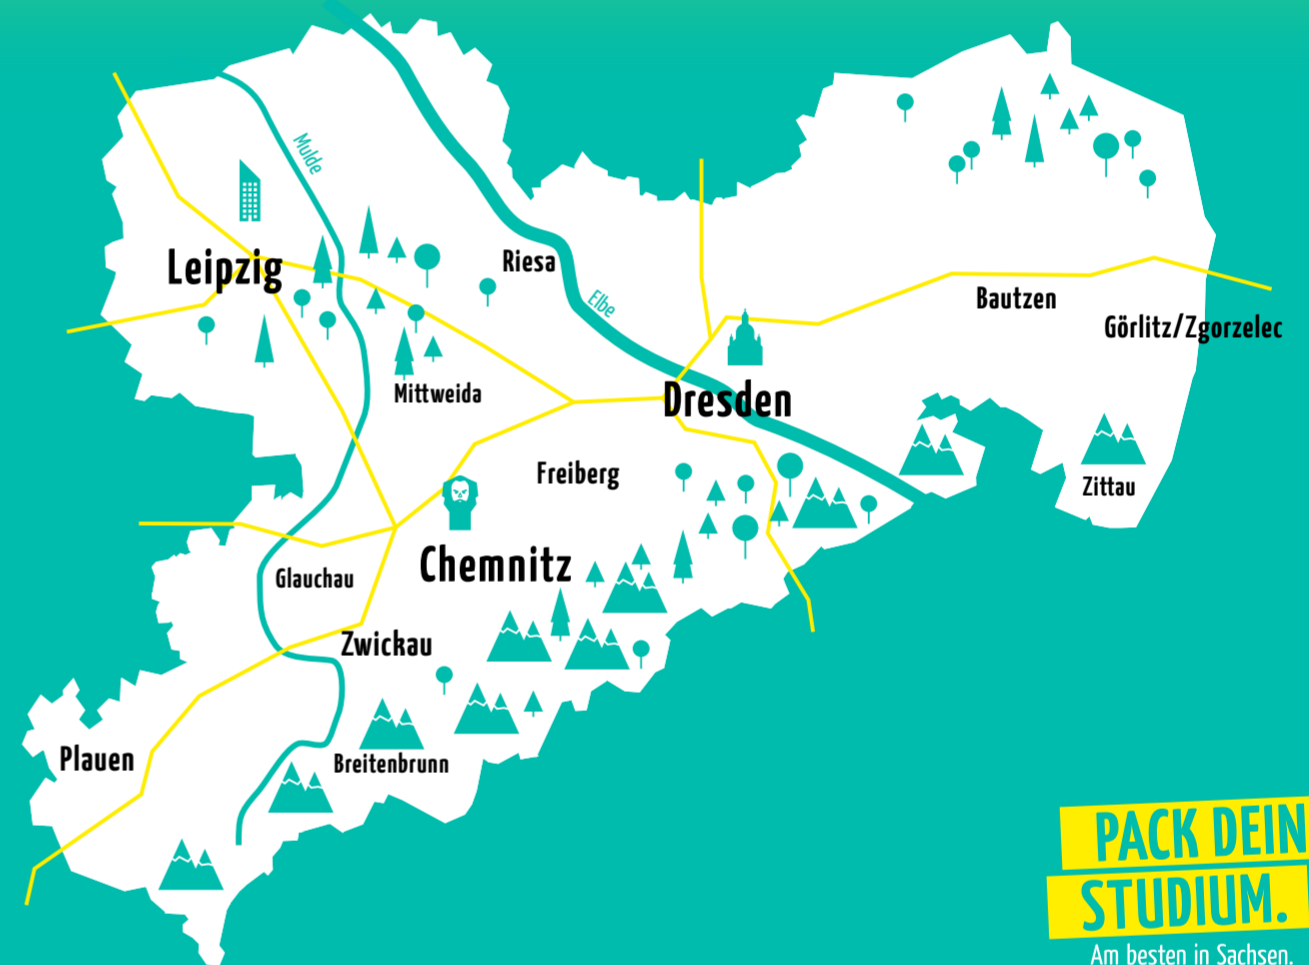 Mulde
Leipzig
Riesa
Elbe
Bautzen
Görlitz/Zgorzelec
Mittweida
Dresden
Freiberg
Zittau
Chemnitz
Glauchau
Zwickau
Plauen
Breitenbrunn
PACK DEIN
STUDIUM.
Am besten in Sachsen.